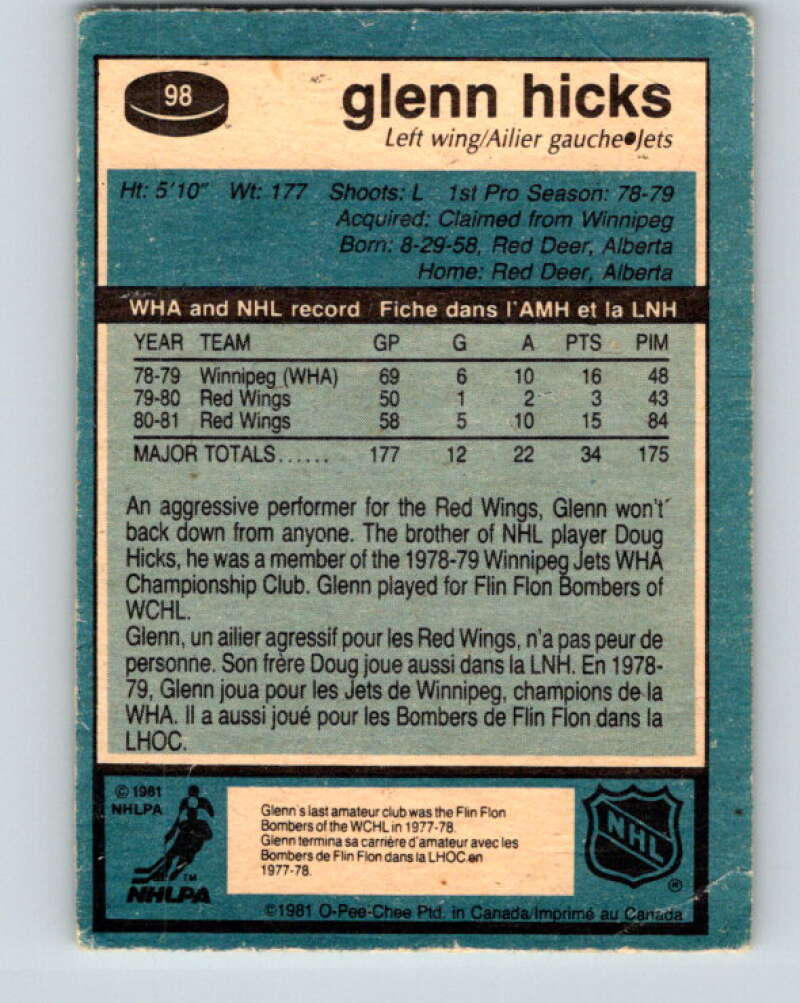 98
glenn hicks
Left wing/Ailier gauche●Jets
Ht: 5'10" Wt: 177 Shoots: L 1st Pro Season: 78-79
Acquired: Claimed from Winnipeg
Born: 8-29-58, Red Deer, Alberta
Home: Red Deer, Alberta
WHA and NHL record Fiche dans l'AMH et la LNH
YEAR TEAM GP G A PTS PIM
78-79 Winnipeg (WHA) 69 6 10 16 48
79-80 Red Wings 50 1 2 3 43
80-81 Red Wings 58 5 10 15 84
MAJOR TOTALS...... 177 12 22 34 175
An aggressive performer for the Red Wings, Glenn won't
back down from anyone. The brother of NHL player Doug
Hicks, he was a member of the 1978-79 Winnipeg Jets WHA
Championship Club. Glenn played for Flin Flon Bombers of
WCHL.
Glenn, un ailier agressif pour les Red Wings, n'a pas peur de
personne. Son frère Doug joue aussi dans la LNH. En 1978-
79, Glenn joua pour les Jets de Winnipeg, champions de la
WHA. Il a aussi joué pour les Bombers de Flin Flon dans la
LHOC.
© 1981
NHLPA
TM
NHLPA
Glenn's last amateur club was the Flin Flon
Bombers of the WCHL in 1977-78.
Glenn termina sa carrière d'amateur avec les
Bombers de Flin Flon dans la LHOC en
1977-78.
NHL
®
©1981 O-Pee-Chee Ptd. in Canada/Imprimé au Canada